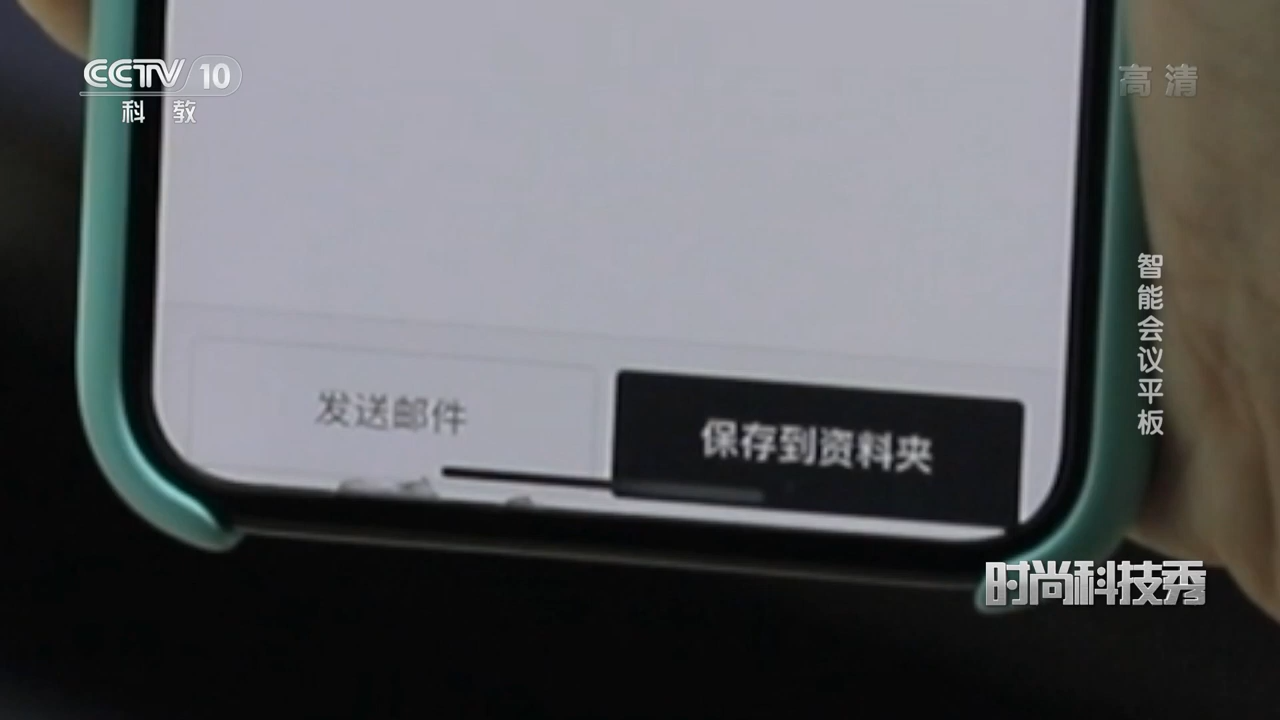 CCTV 10
科教
高清
智能会议平板
发送邮件
保存到资料夹
时尚科技秀